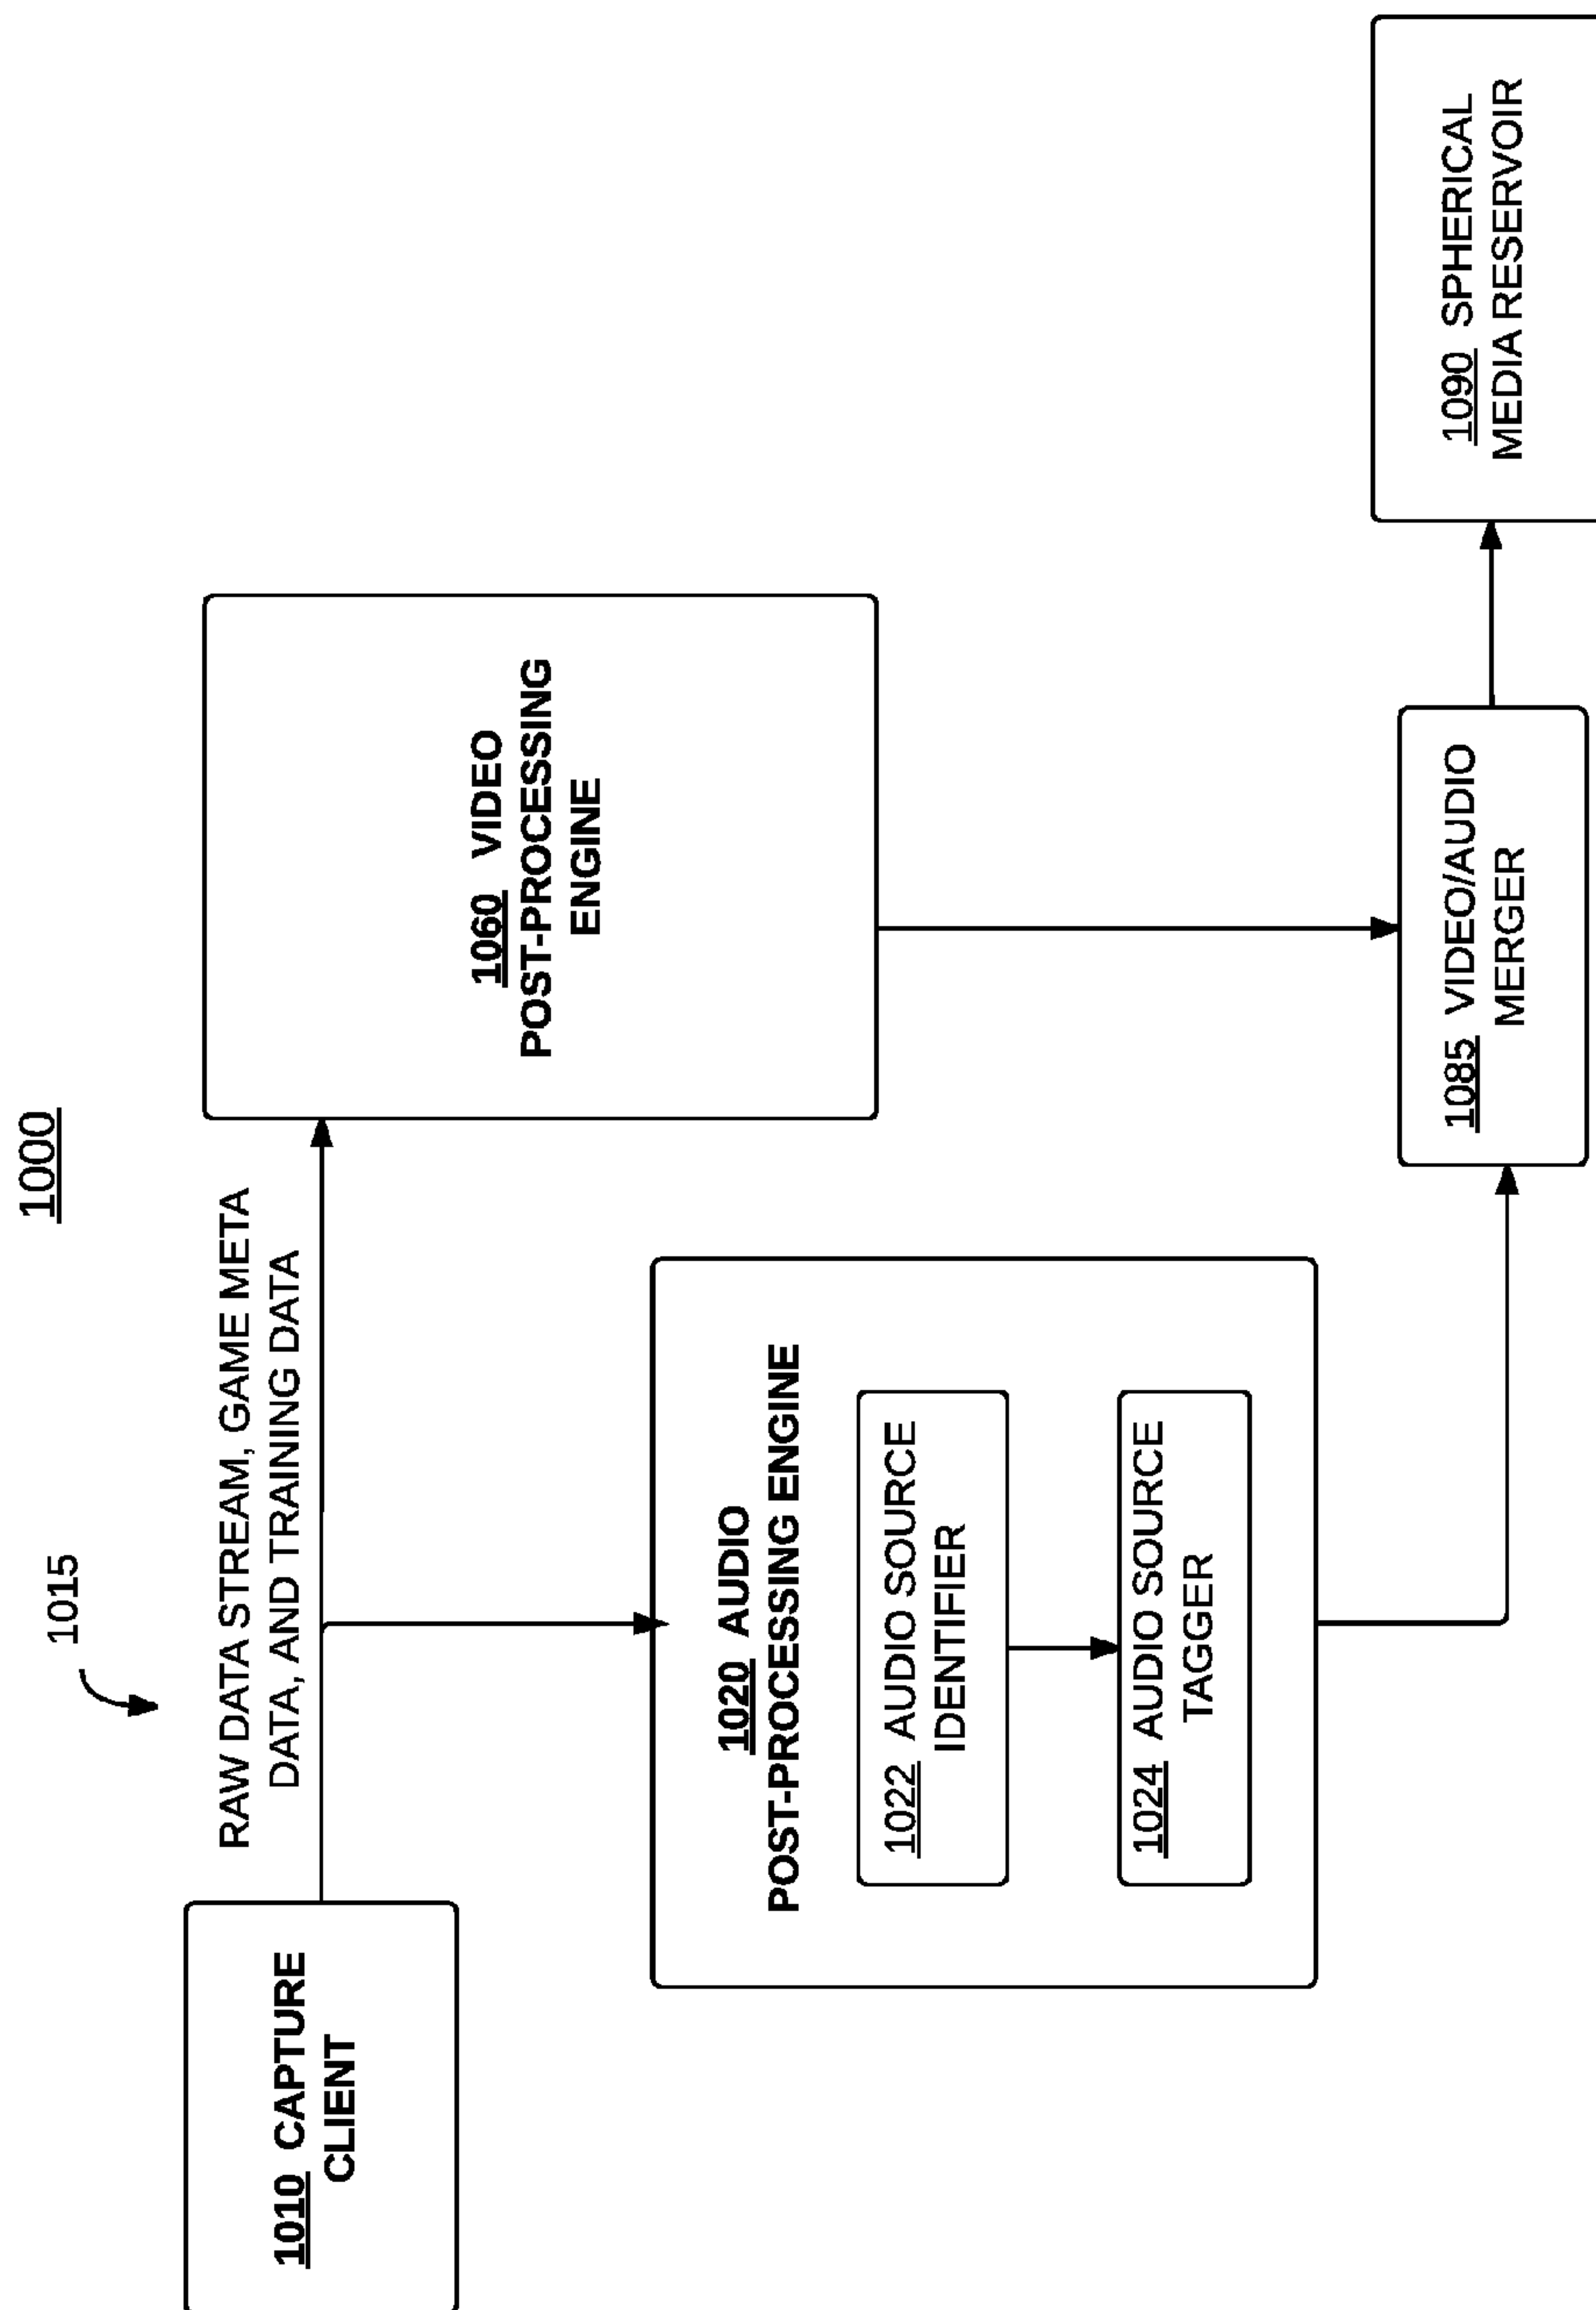 1000
1015
RAW DATA STREAM, GAME META
DATA, AND TRAINING DATA
1010 CAPTURE
CLIENT
1060 VIDEO
POST-PROCESSING
ENGINE
1020 AUDIO
POST-PROCESSING ENGINE
1022 AUDIO SOURCE
IDENTIFIER
1024 AUDIO SOURCE
TAGGER
1085 VIDEO/AUDIO
MERGER
1090 SPHERICAL
MEDIA RESERVOIR